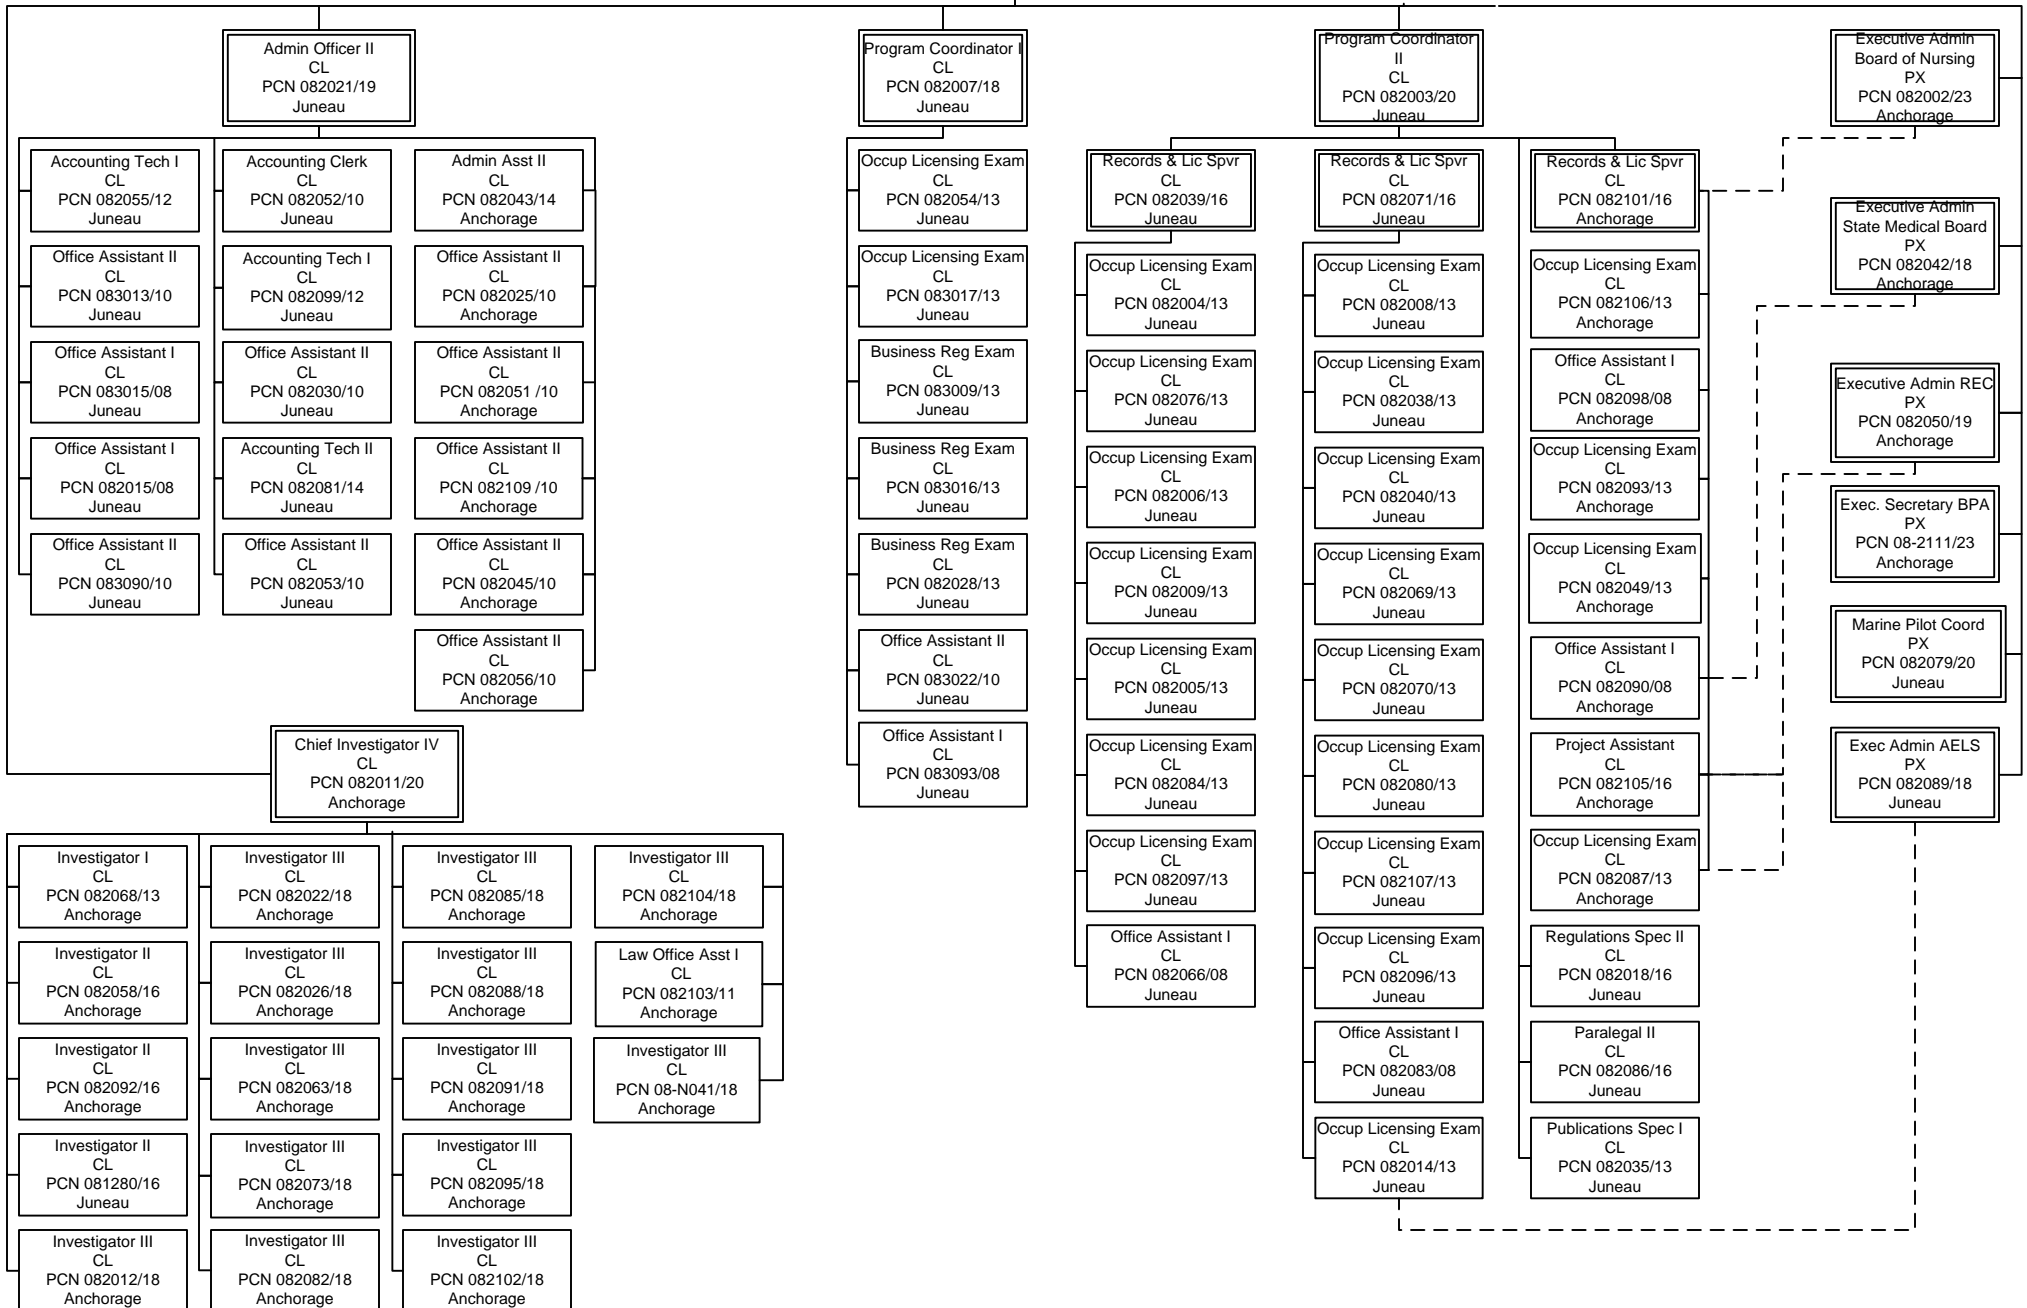 Admin Officer II
CL
PCN 082021/19
Juneau
Program Coordinator I
CL
PCN 082007/18
Juneau
Program Coordinator
II
CL
PCN 082003/20
Juneau
Executive Admin
Board of Nursing
PX
PCN 082002/23
Anchorage
Accounting Tech I
CL
PCN 082055/12
Juneau
Office Assistant II
CL
PCN 083013/10
Juneau
Office Assistant I
CL
PCN 083015/08
Juneau
Office Assistant I
CL
PCN 082015/08
Juneau
Office Assistant II
CL
PCN 083090/10
Juneau
Accounting Clerk
CL
PCN 082052/10
Juneau
Accounting Tech I
CL
PCN 082099/12
Juneau
Office Assistant II
CL
PCN 082030/10
Juneau
Accounting Tech II
CL
PCN 082081/14
Juneau
Office Assistant II
CL
PCN 082053/10
Juneau
Admin Asst II
CL
PCN 082043/14
Anchorage
Office Assistant II
CL
PCN 082025/10
Anchorage
Office Assistant II
CL
PCN 082051 /10
Anchorage
Office Assistant II
CL
PCN 082109 /10
Anchorage
Office Assistant II
CL
PCN 082045/10
Anchorage
Office Assistant II
CL
PCN 082056/10
Anchorage
Occup Licensing Exam
CL
PCN 082054/13
Juneau
Occup Licensing Exam
CL
PCN 083017/13
Juneau
Business Reg Exam
CL
PCN 083009/13
Juneau
Business Reg Exam
CL
PCN 083016/13
Juneau
Business Reg Exam
CL
PCN 082028/13
Juneau
Office Assistant II
CL
PCN 083022/10
Juneau
Office Assistant I
CL
PCN 083093/08
Juneau
Records & Lic Spvr
CL
PCN 082039/16
Juneau
Occup Licensing Exam
CL
PCN 082004/13
Juneau
Occup Licensing Exam
CL
PCN 082076/13
Juneau
Occup Licensing Exam
CL
PCN 082006/13
Juneau
Occup Licensing Exam
CL
PCN 082009/13
Juneau
Occup Licensing Exam
CL
PCN 082005/13
Juneau
Occup Licensing Exam
CL
PCN 082084/13
Juneau
Occup Licensing Exam
CL
PCN 082097/13
Juneau
Office Assistant I
CL
PCN 082066/08
Juneau
Records & Lic Spvr
CL
PCN 082071/16
Juneau
Occup Licensing Exam
CL
PCN 082008/13
Juneau
Occup Licensing Exam
CL
PCN 082038/13
Juneau
Occup Licensing Exam
CL
PCN 082040/13
Juneau
Occup Licensing Exam
CL
PCN 082069/13
Juneau
Occup Licensing Exam
CL
PCN 082070/13
Juneau
Occup Licensing Exam
CL
PCN 082080/13
Juneau
Occup Licensing Exam
CL
PCN 082107/13
Juneau
Occup Licensing Exam
CL
PCN 082096/13
Juneau
Office Assistant I
CL
PCN 082083/08
Juneau
Occup Licensing Exam
CL
PCN 082014/13
Juneau
Records & Lic Spvr
CL
PCN 082101/16
Anchorage
Occup Licensing Exam
CL
PCN 082106/13
Anchorage
Office Assistant I
CL
PCN 082098/08
Anchorage
Occup Licensing Exam
CL
PCN 082093/13
Anchorage
Occup Licensing Exam
CL
PCN 082049/13
Anchorage
Office Assistant I
CL
PCN 082090/08
Anchorage
Project Assistant
CL
PCN 082105/16
Anchorage
Occup Licensing Exam
CL
PCN 082087/13
Anchorage
Regulations Spec II
CL
PCN 082018/16
Juneau
Paralegal II
CL
PCN 082086/16
Juneau
Publications Spec I
CL
PCN 082035/13
Juneau
Executive Admin
State Medical Board
PX
PCN 082042/18
Anchorage
Executive Admin REC
PX
PCN 082050/19
Anchorage
Exec. Secretary BPA
PX
PCN 08-2111/23
Anchorage
Marine Pilot Coord
PX
PCN 082079/20
Juneau
Exec Admin AELS
PX
PCN 082089/18
Juneau
Chief Investigator IV
CL
PCN 082011/20
Anchorage
Investigator I
CL
PCN 082068/13
Anchorage
Investigator II
CL
PCN 082058/16
Anchorage
Investigator II
CL
PCN 082092/16
Anchorage
Investigator II
CL
PCN 081280/16
Juneau
Investigator III
CL
PCN 082012/18
Anchorage
Investigator III
CL
PCN 082022/18
Anchorage
Investigator III
CL
PCN 082026/18
Anchorage
Investigator III
CL
PCN 082063/18
Anchorage
Investigator III
CL
PCN 082073/18
Anchorage
Investigator III
CL
PCN 082082/18
Anchorage
Investigator III
CL
PCN 082085/18
Anchorage
Investigator III
CL
PCN 082088/18
Anchorage
Investigator III
CL
PCN 082091/18
Anchorage
Investigator III
CL
PCN 082095/18
Anchorage
Investigator III
CL
PCN 082102/18
Anchorage
Investigator III
CL
PCN 082104/18
Anchorage
Law Office Asst I
CL
PCN 082103/11
Anchorage
Investigator III
CL
PCN 08-N041/18
Anchorage